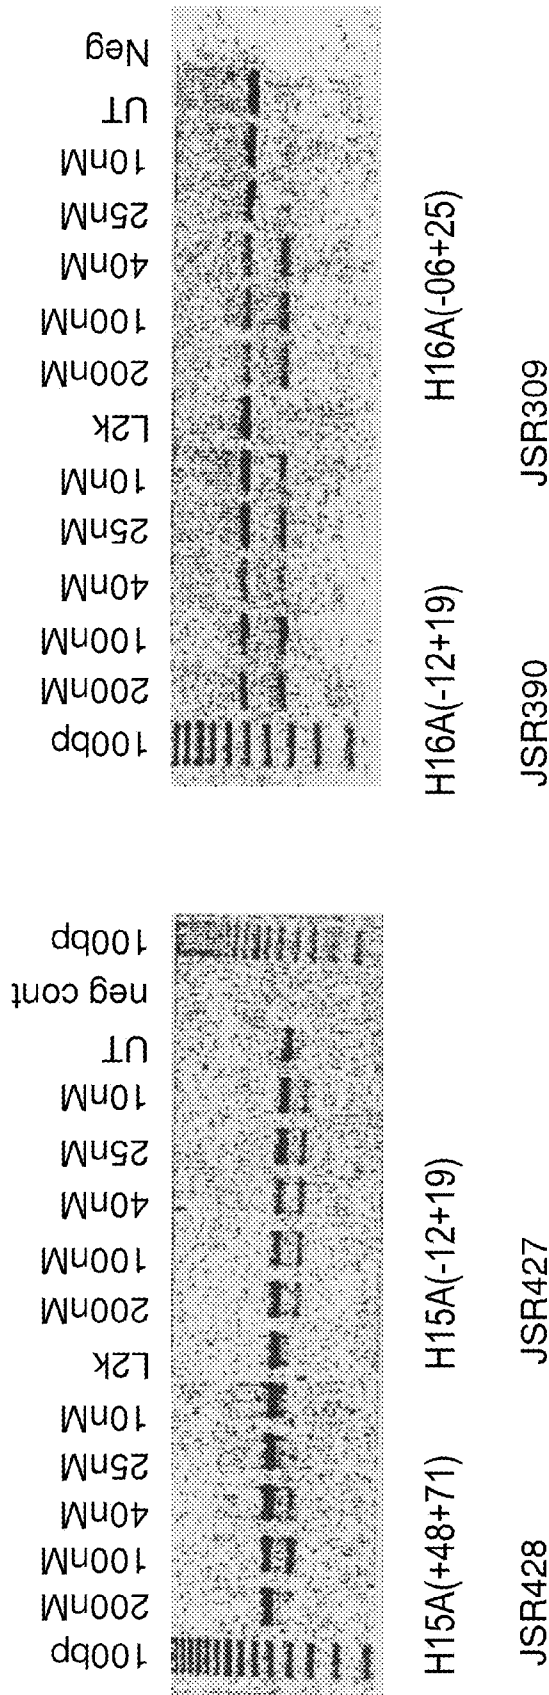 100bp
200nM
100nM
40nM
25nM
10nM
L2k
200nM
100nM
40nM
25nM
10nM
UT
neg cont
100bp
H15A(+48+71)
H15A(-12+19)
JSR428
JSR427
100bp
200nM
100nM
40nM
25nM
10nM
L2k
200nM
100nM
40nM
25nM
10nM
UT
Neg
H16A(-12+19)
H16A(-06+25)
JSR390
JSR309